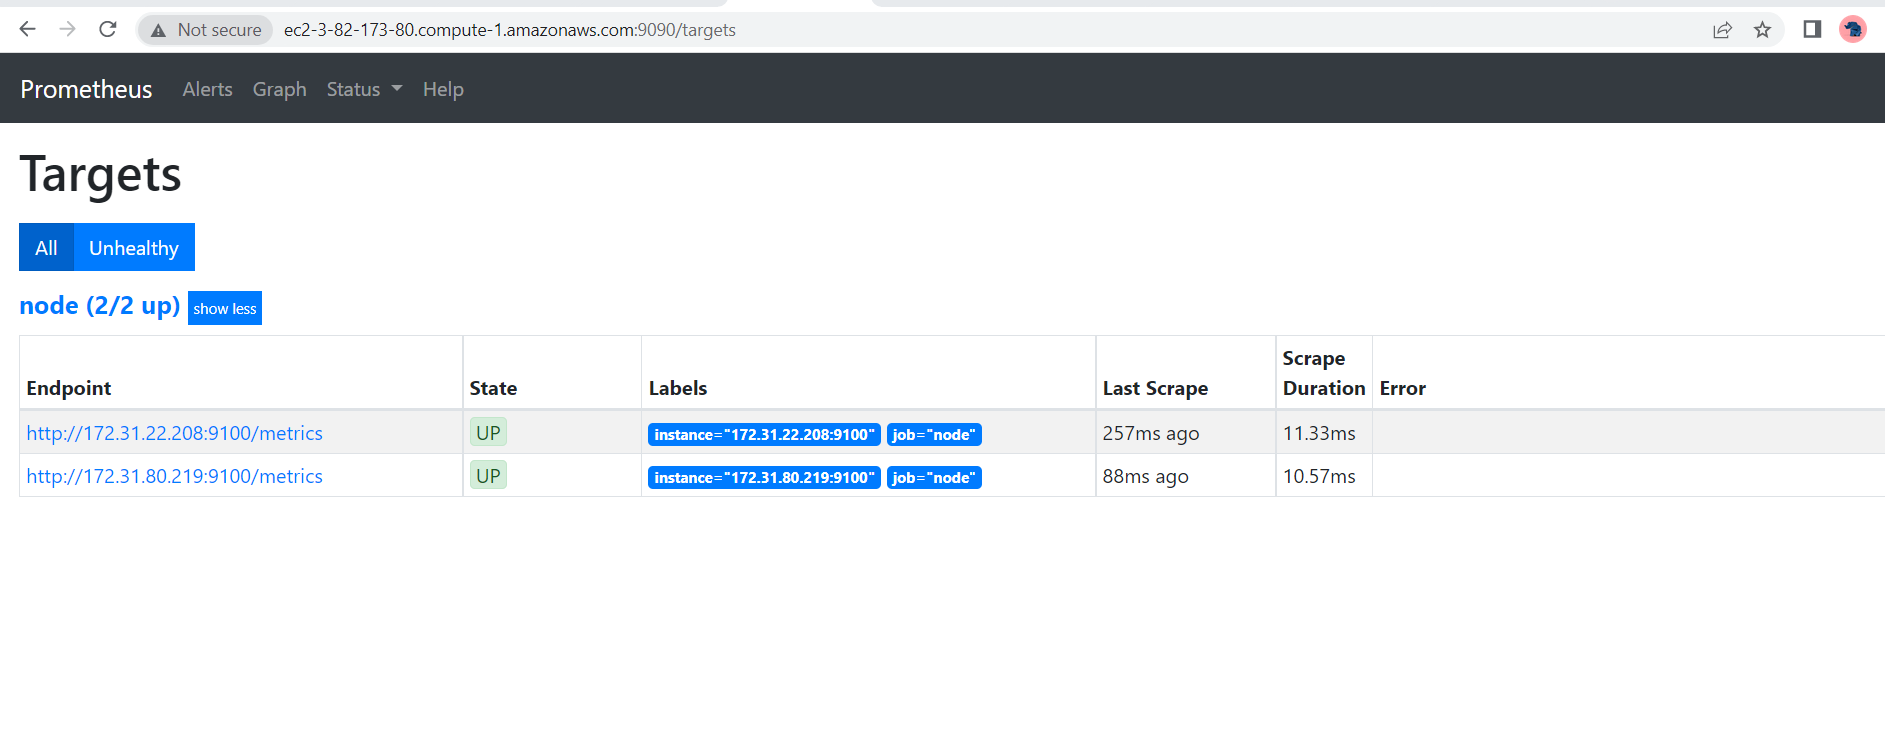 Not secure ec2-3-82-173-80.compute-1.amazonaws.com:9090/targets
Prometheus Alerts Graph Status Help
Targets
All Unhealthy
node (2/2 up) show less
Endpoint State Labels Last Scrape Scrape Duration Error
http://172.31.22.208:9100/metrics UP instance="172.31.22.208:9100" job="node" 257ms ago 11.33ms
http://172.31.80.219:9100/metrics UP instance="172.31.80.219:9100" job="node" 88ms ago 10.57ms